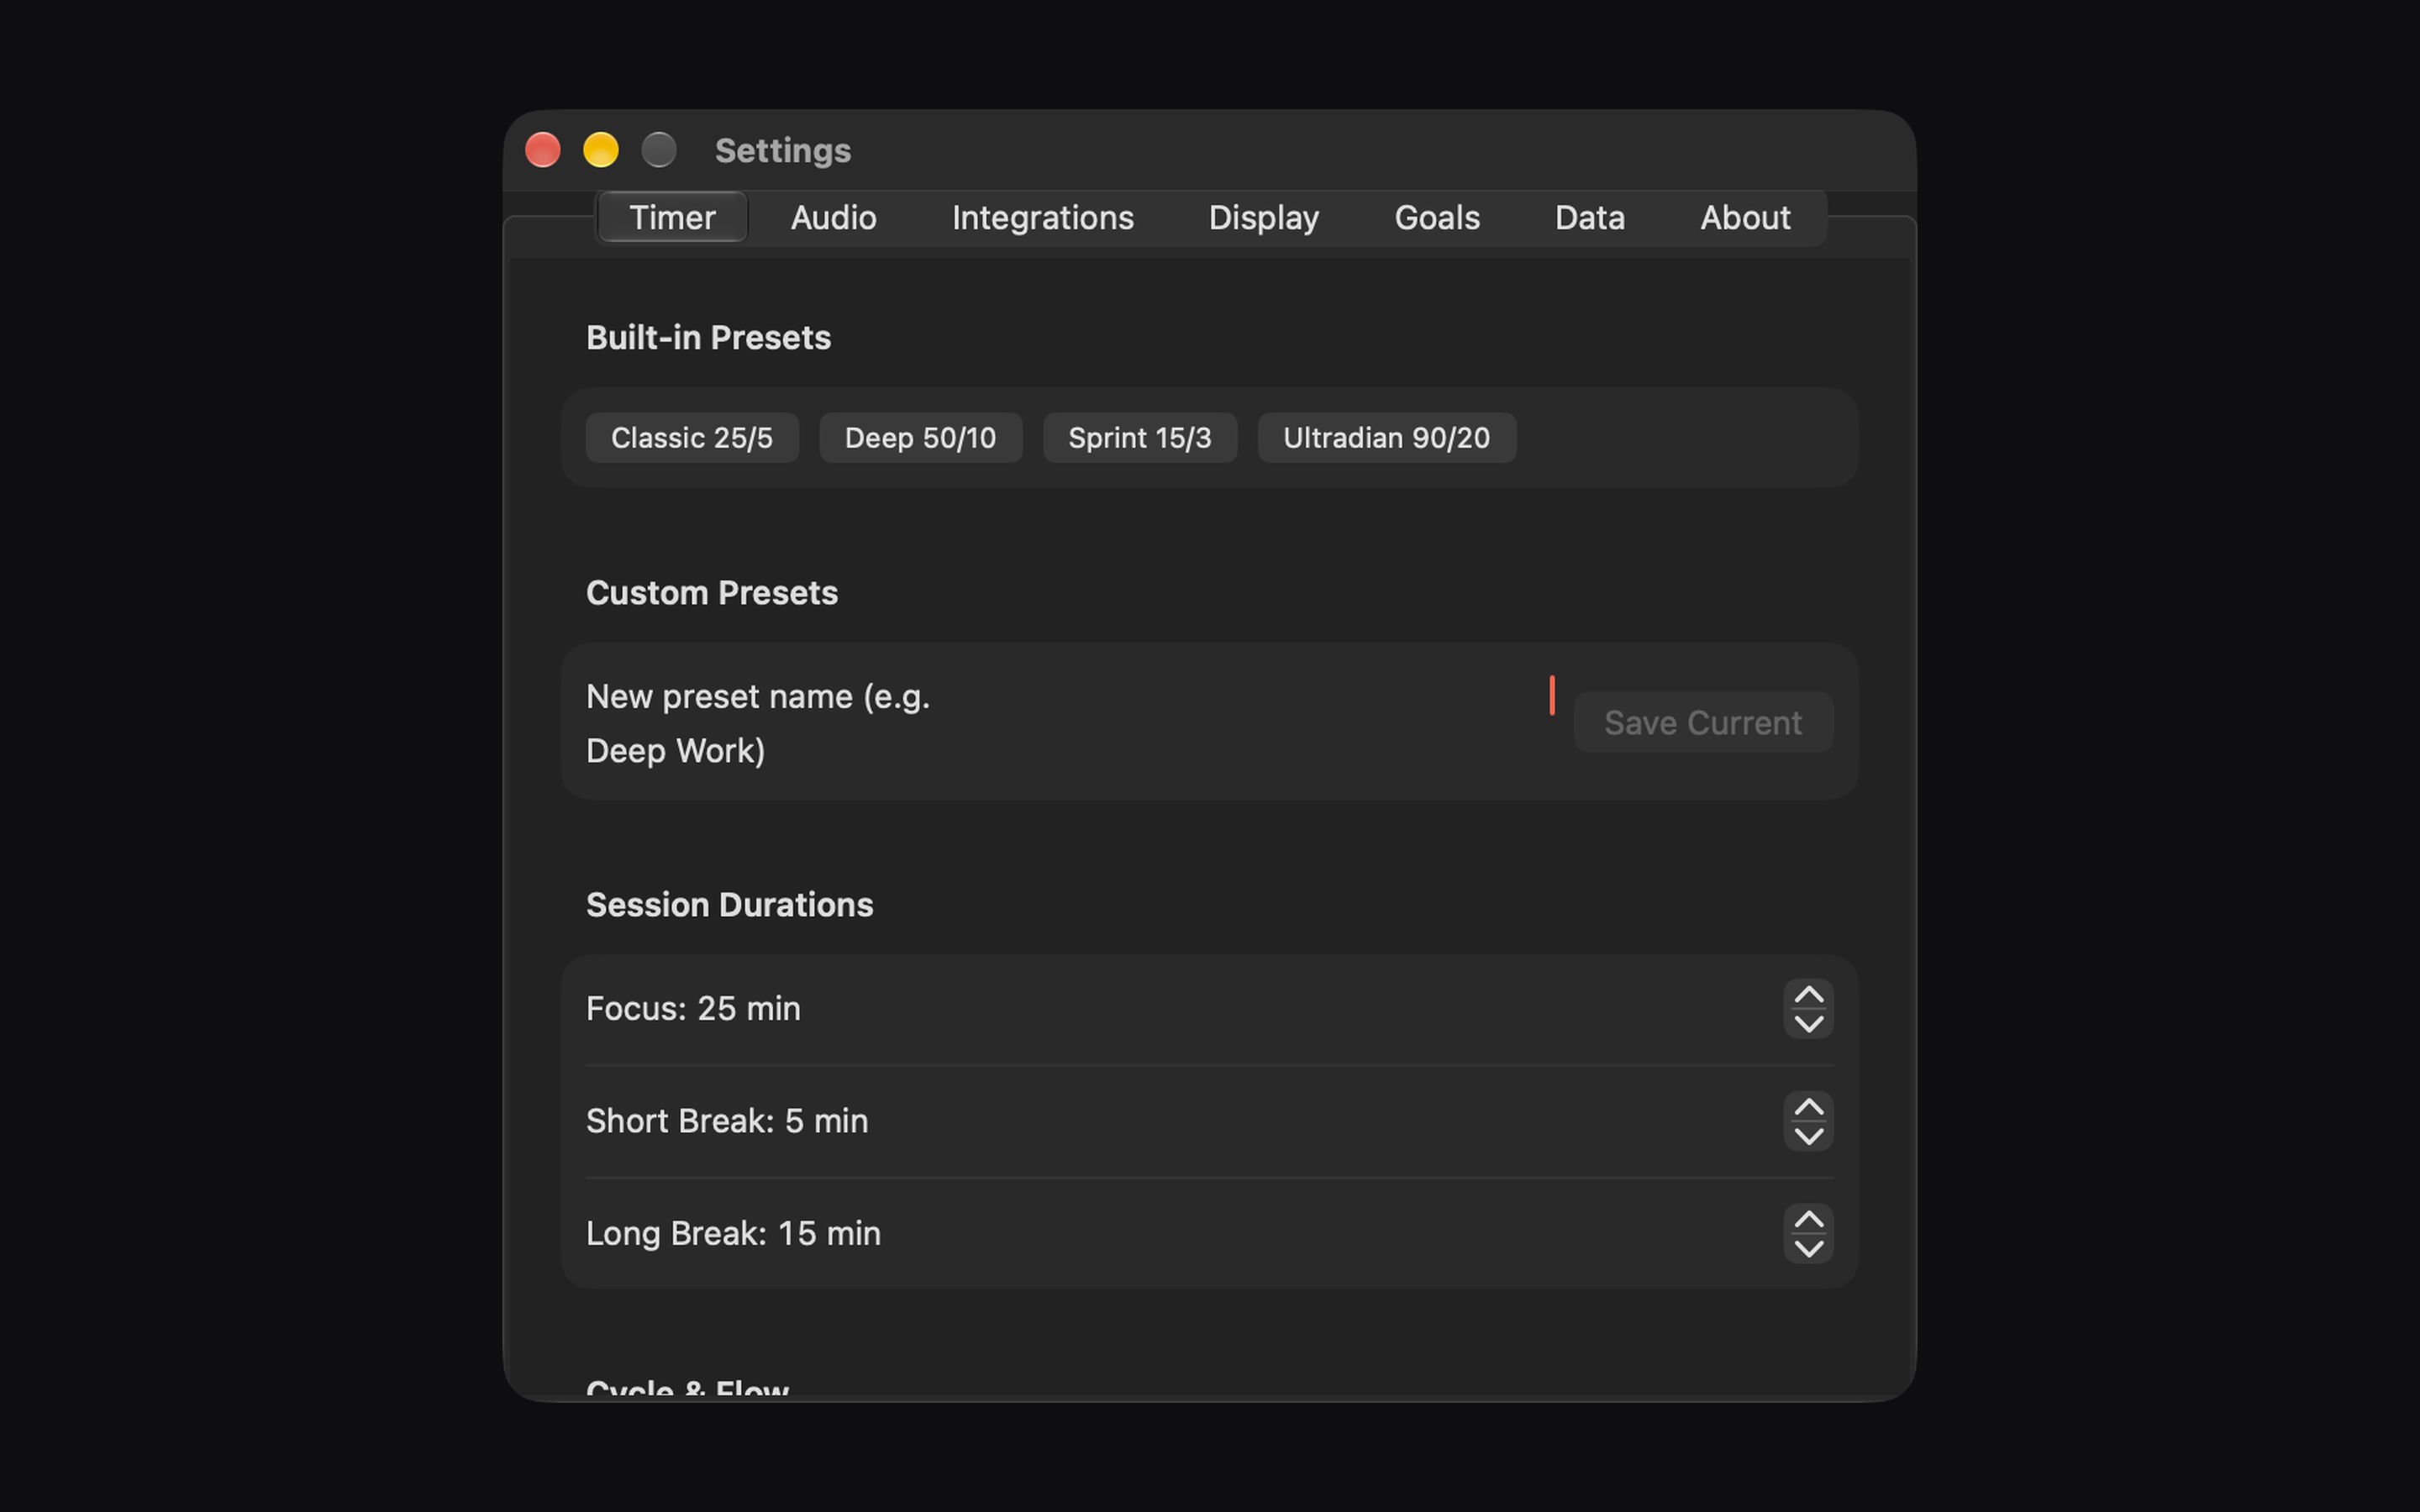 Settings
Timer Audio Integrations Display Goals Data About
Built-in Presets
Classic 25/5 Deep 50/10 Sprint 15/3 Ultradian 90/20
Custom Presets
New preset name (e.g.
Deep Work)
Save Current
Session Durations
Focus: 25 min
Short Break: 5 min
Long Break: 15 min
Cycle & Flow